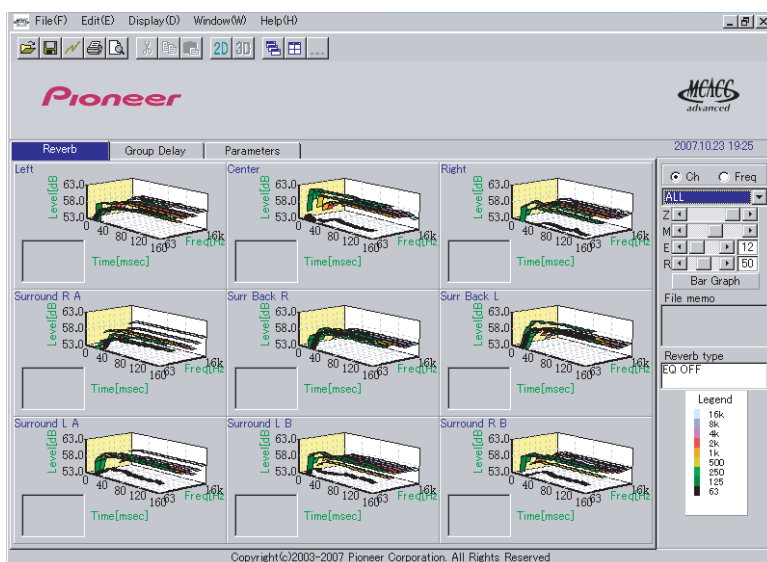 File(F) Edit(E) Display(D) Window(W) Help(H)
2D 3D ...
Pioneer
MCACC
advanced
Reverb Group Delay Parameters
2007.10.23 19:25
Left
Level[dB
63.0
58.0
53.0
0 40 80 120 160
63 16k
Freq[Hz
Time[msec]
Center
Level[dB
63.0
58.0
53.0
0 40 80 120 160
63 16k
Freq[Hz
Time[msec]
Right
Level[dB
63.0
58.0
53.0
0 40 80 120 160
63 16k
Freq[Hz
Time[msec]
Surround R A
Level[dB
63.0
58.0
53.0
0 40 80 120 160
63 16k
Freq[Hz
Time[msec]
Surr Back R
Level[dB
63.0
58.0
53.0
0 40 80 120 160
63 16k
Freq[Hz
Time[msec]
Surr Back L
Level[dB
63.0
58.0
53.0
0 40 80 120 160
63 16k
Freq[Hz
Time[msec]
Surround L A
Level[dB
63.0
58.0
53.0
0 40 80 120 160
63 16k
Freq[Hz
Time[msec]
Surround L B
Level[dB
63.0
58.0
53.0
0 40 80 120 160
63 16k
Freq[Hz
Time[msec]
Surround R B
Level[dB
63.0
58.0
53.0
0 40 80 120 160
63 16k
Freq[Hz
Time[msec]
Ch Freq
ALL
Z
M
E 12
R 50
Bar Graph
File memo
Reverb type
EQ OFF
Legend
16k
8k
4k
2k
1k
500
250
125
63
Copyright(c)2003-2007 Pioneer Corporation. All Rights Reserved